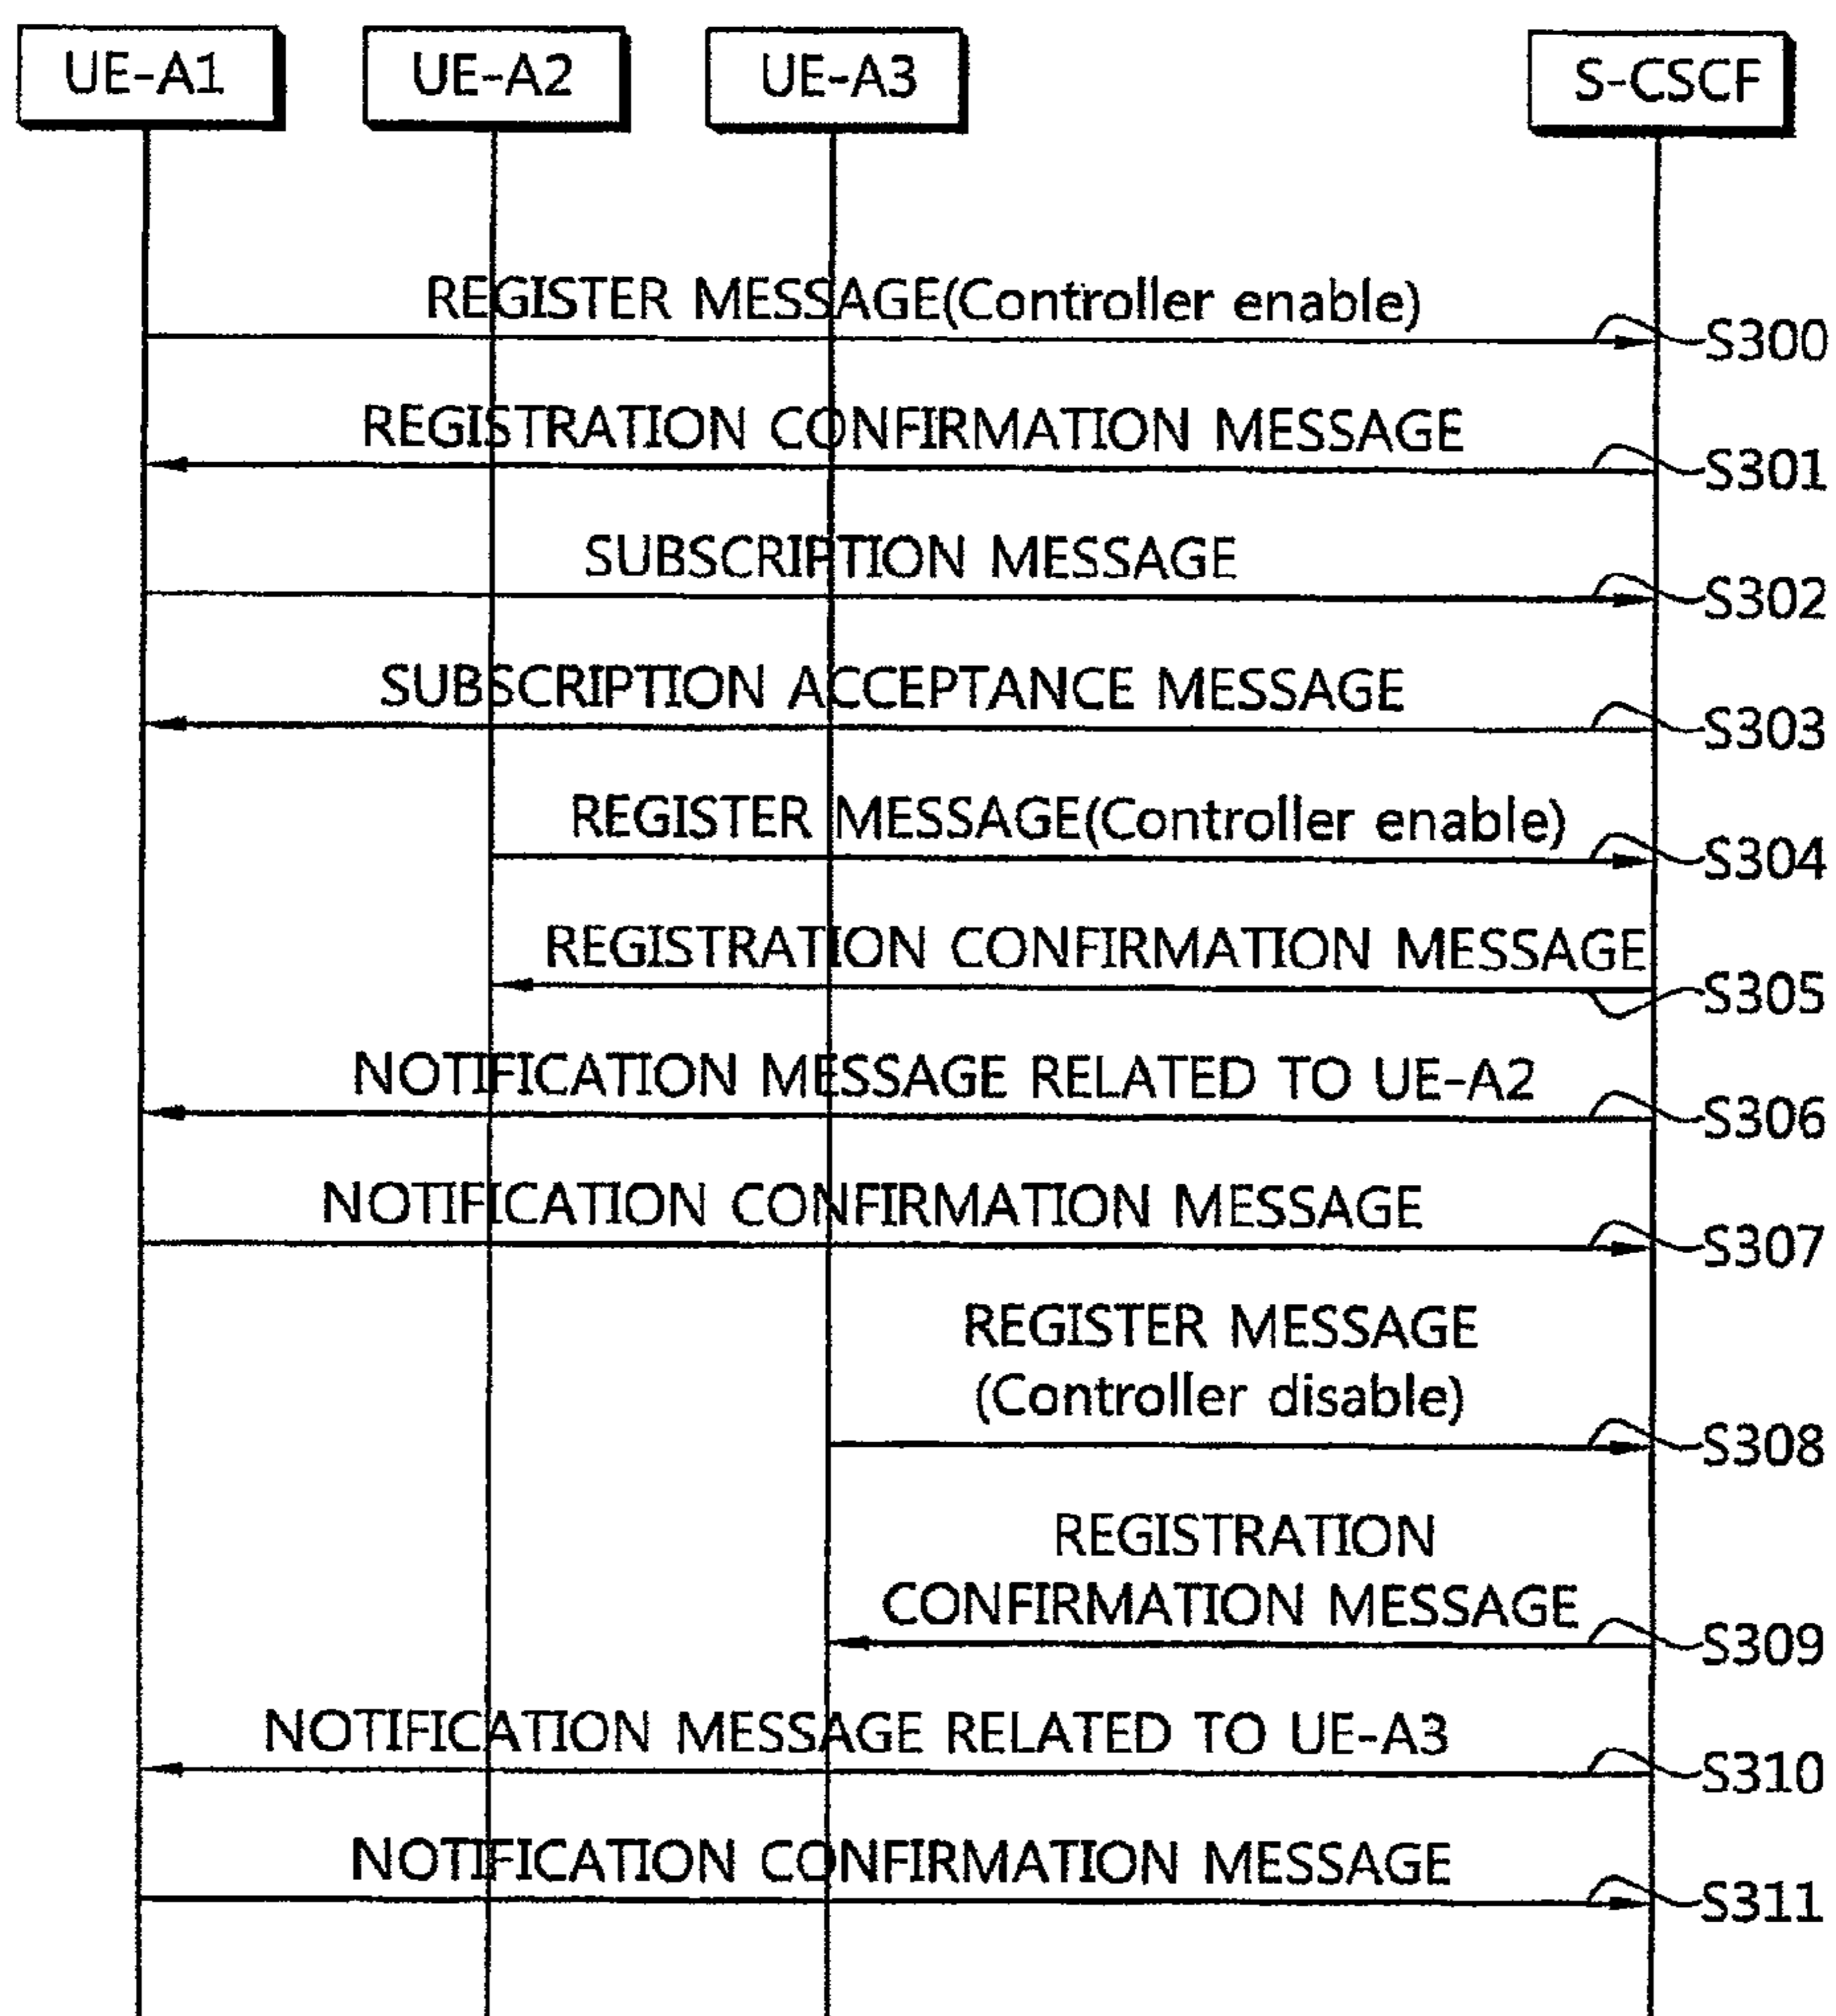 UE-A1
UE-A2
UE-A3
S-CSCF
REGISTER MESSAGE(Controller enable)
S300
REGISTRATION CONFIRMATION MESSAGE
S301
SUBSCRIPTION MESSAGE
S302
SUBSCRIPTION ACCEPTANCE MESSAGE
S303
REGISTER MESSAGE(Controller enable)
S304
REGISTRATION CONFIRMATION MESSAGE
S305
NOTIFICATION MESSAGE RELATED TO UE-A2
S306
NOTIFICATION CONFIRMATION MESSAGE
S307
REGISTER MESSAGE
(Controller disable)
S308
REGISTRATION
CONFIRMATION MESSAGE
S309
NOTIFICATION MESSAGE RELATED TO UE-A3
S310
NOTIFICATION CONFIRMATION MESSAGE
S311